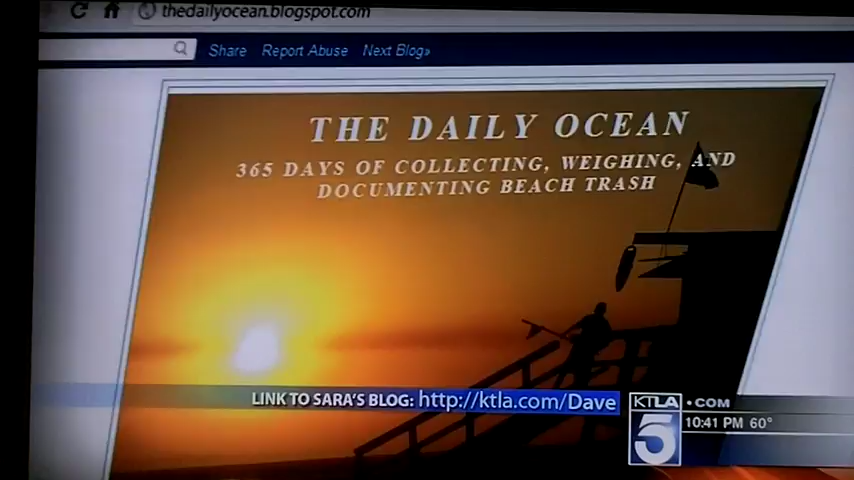 thedailyocean.blogspot.com
Share Report Abuse Next Blog»
THE DAILY OCEAN
365 DAYS OF COLLECTING, WEIGHING, AND
DOCUMENTING BEACH TRASH
LINK TO SARA'S BLOG: http://ktla.com/Dave
KTLA.COM
5
10:41 PM 60°